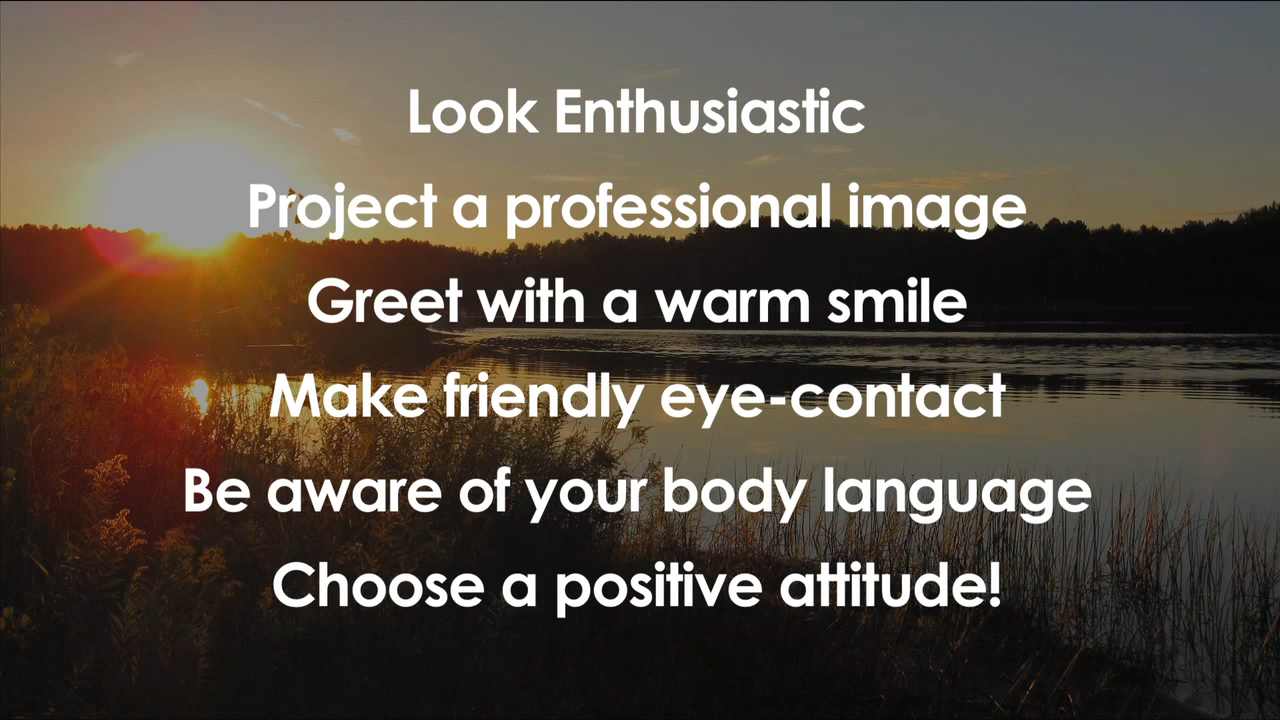 Look Enthusiastic
Project a professional image
Greet with a warm smile
Make friendly eye-contact
Be aware of your body language
Choose a positive attitude!